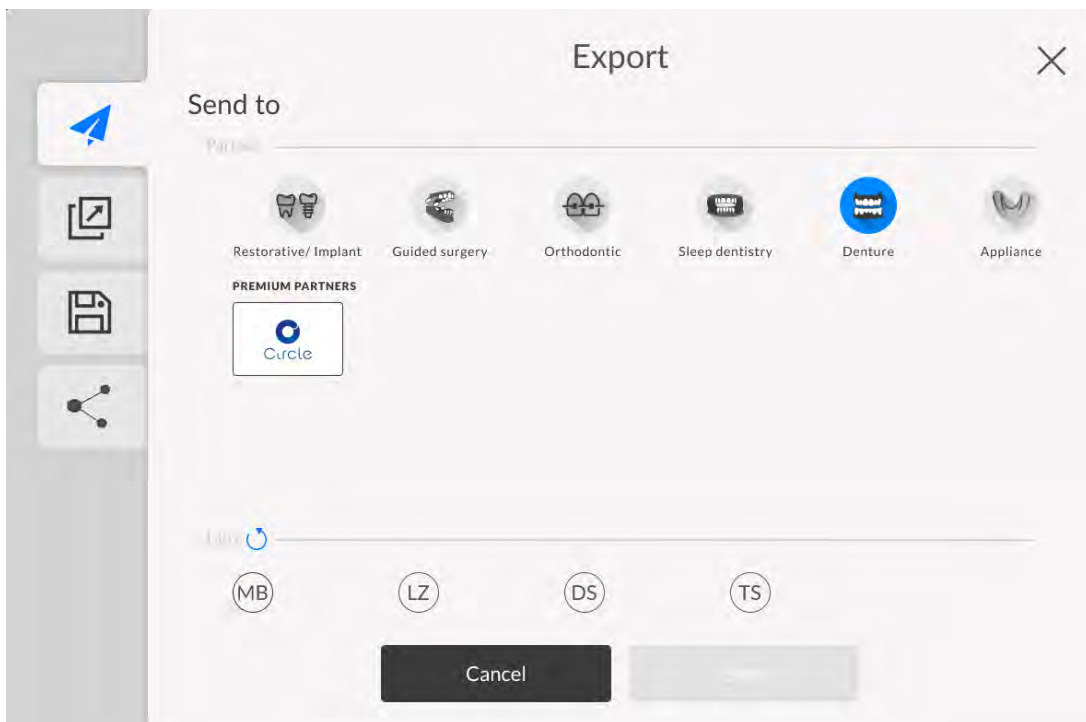 Export
Send to
Partner
Restorative/ Implant Guided surgery Orthodontic Sleep dentistry Denture Appliance
PREMIUM PARTNERS
Circle
MB LZ DS TS
Cancel